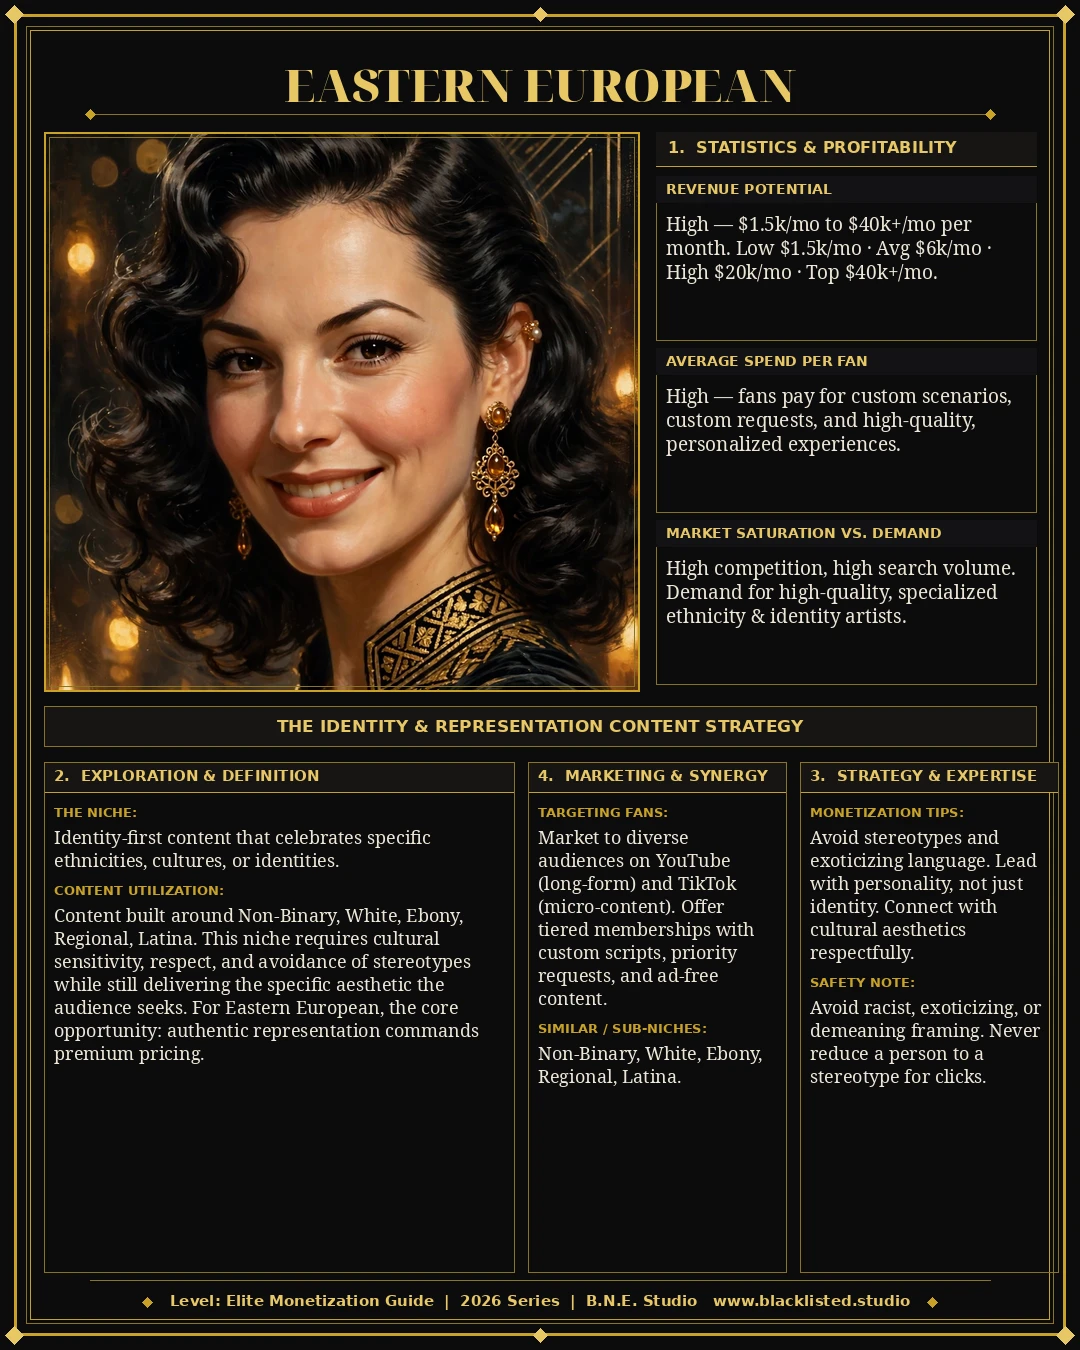 EASTERN EUROPEAN
1. STATISTICS & PROFITABILITY
REVENUE POTENTIAL
High — $1.5k/mo to $40k+/mo per
month. Low $1.5k/mo · Avg $6k/mo ·
High $20k/mo · Top $40k+/mo.
AVERAGE SPEND PER FAN
High — fans pay for custom scenarios,
custom requests, and high-quality,
personalized experiences.
MARKET SATURATION VS. DEMAND
High competition, high search volume.
Demand for high-quality, specialized
ethnicity & identity artists.
THE IDENTITY & REPRESENTATION CONTENT STRATEGY
2. EXPLORATION & DEFINITION
THE NICHE:
Identity-first content that celebrates specific
ethnicities, cultures, or identities.
CONTENT UTILIZATION:
Content built around Non-Binary, White, Ebony,
Regional, Latina. This niche requires cultural
sensitivity, respect, and avoidance of stereotypes
while still delivering the specific aesthetic the
audience seeks. For Eastern European, the core
opportunity: authentic representation commands
premium pricing.
4. MARKETING & SYNERGY
TARGETING FANS:
Market to diverse
audiences on YouTube
(long-form) and TikTok
(micro-content). Offer
tiered memberships with
custom scripts, priority
requests, and ad-free
content.
SIMILAR / SUB-NICHES:
Non-Binary, White, Ebony,
Regional, Latina.
3. STRATEGY & EXPERTISE
MONETIZATION TIPS:
Avoid stereotypes and
exoticizing language. Lead
with personality, not just
identity. Connect with
cultural aesthetics
respectfully.
SAFETY NOTE:
Avoid racist, exoticizing, or
demeaning framing. Never
reduce a person to a
stereotype for clicks.
Level: Elite Monetization Guide | 2026 Series | B.N.E. Studio www.blacklisted.studio